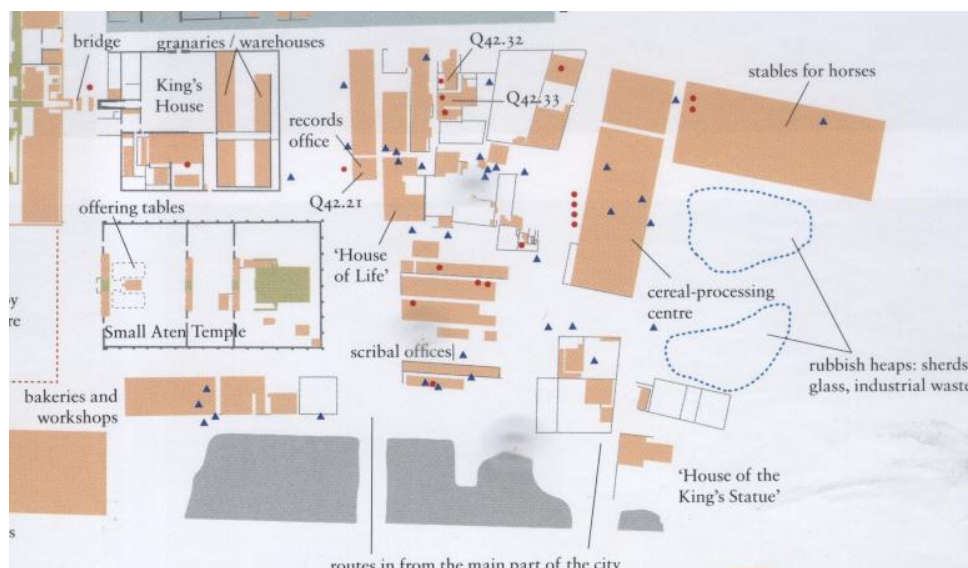 bridge
granaries / warehouses
King's
House
Q42.32
Q42.33
stables for horses
records
office
Q42.21
offering tables
'House
of Life'
cereal-processing
centre
Small Aten Temple
scribal offices
rubbish heaps: sherds
glass, industrial waste
bakeries and
workshops
'House of the
King's Statue'
routes in from the main part of the city